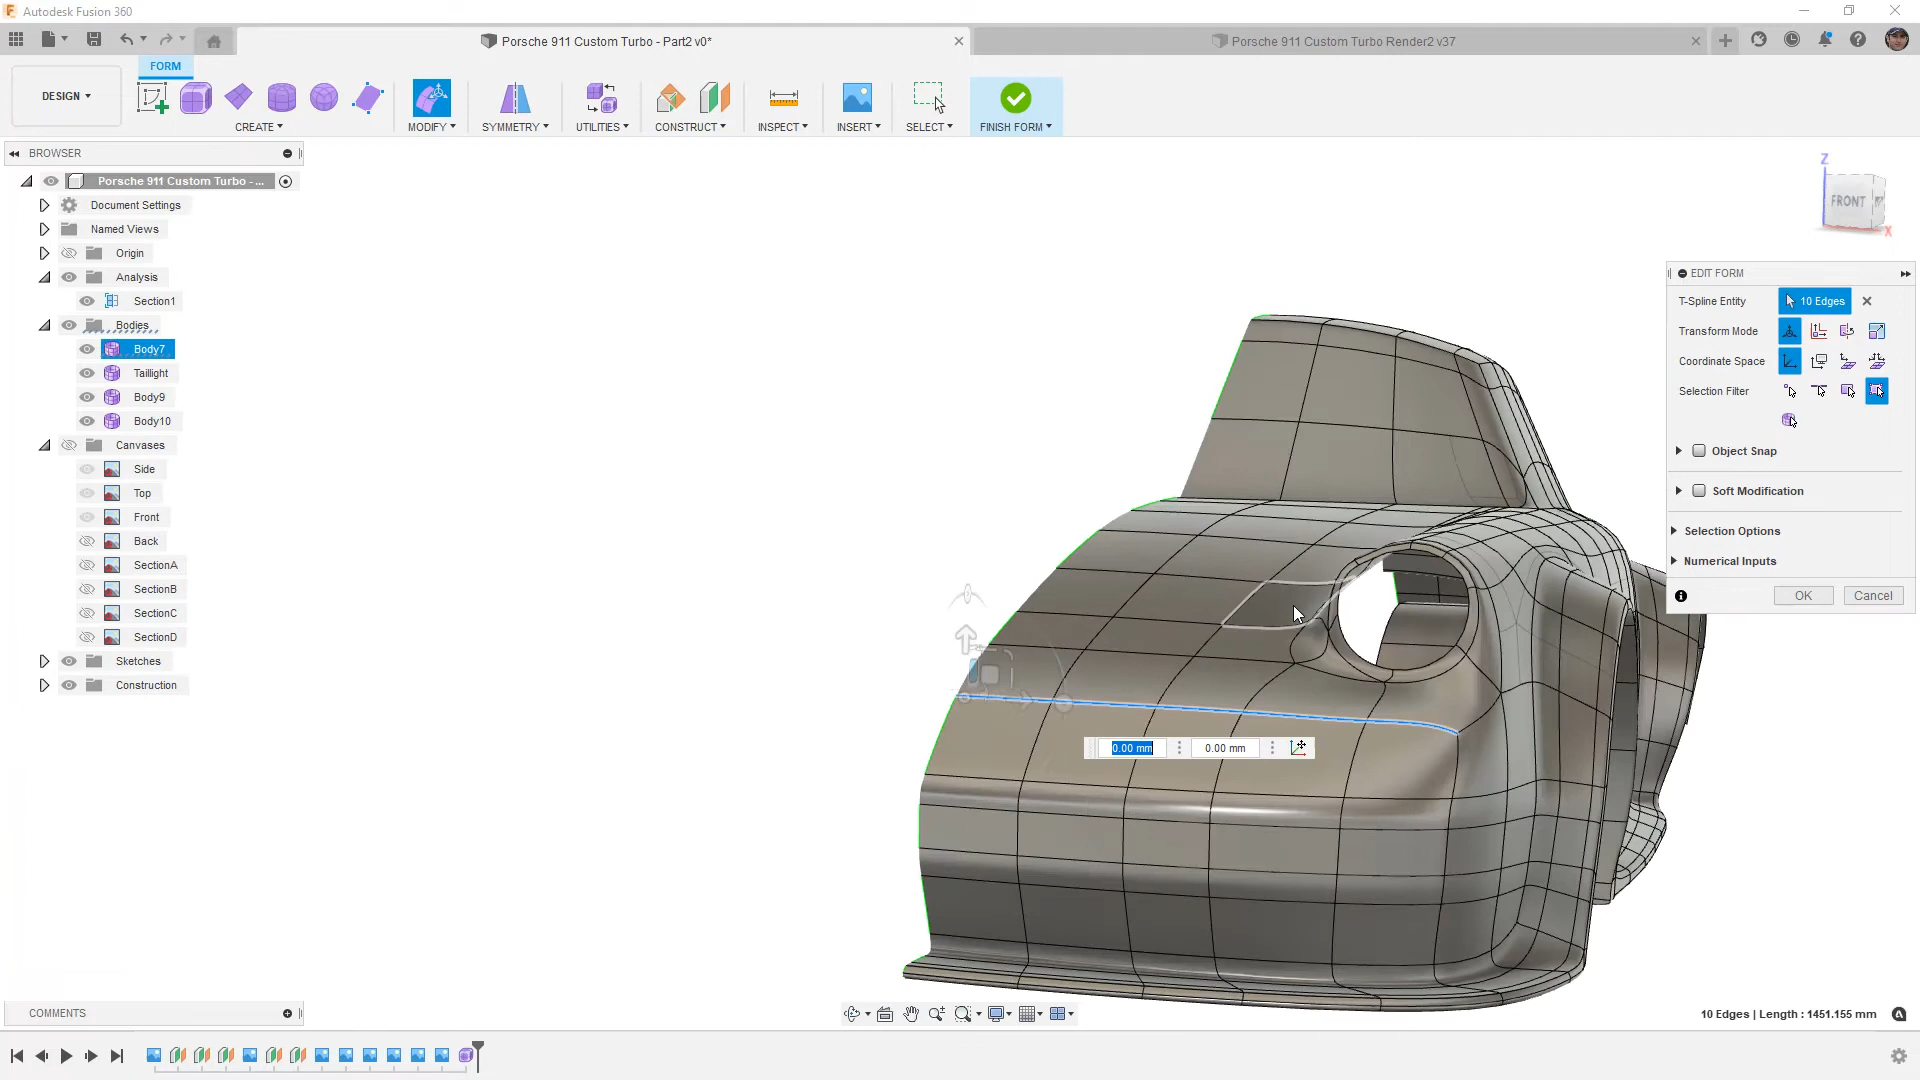 Autodesk Fusion 360
Porsche 911 Custom Turbo - Part2 v0*
Porsche 911 Custom Turbo Render2 v37
FORM
DESIGN
CREATE
MODIFY
SYMMETRY
UTILITIES
CONSTRUCT
INSPECT
INSERT
SELECT
FINISH FORM
BROWSER
Porsche 911 Custom Turbo - ...
Document Settings
Named Views
Origin
Analysis
Section1
Bodies
Body7
Taillight
Body9
Body10
Canvases
Side
Top
Front
Back
SectionA
SectionB
SectionC
SectionD
Sketches
Construction
Z
FRONT
X
EDIT FORM
T-Spline Entity
10 Edges
Transform Mode
Coordinate Space
Selection Filter
Object Snap
Soft Modification
Selection Options
Numerical Inputs
OK
Cancel
0.00 mm
0.00 mm
COMMENTS
10 Edges | Length : 1451.155 mm